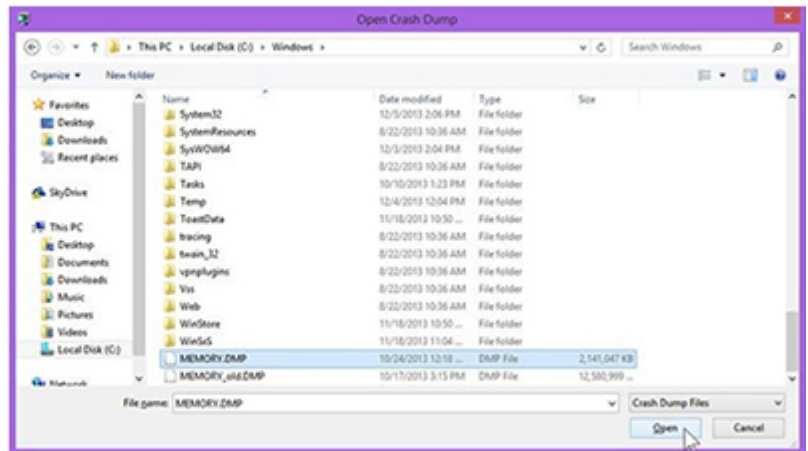 Open Crash Dump
This PC Local Disk (C:) Windows
Search Windows
Organize New folder
Name Date modified Type Size
Favorites
Desktop
Downloads
Recent places
SkyDrive
This PC
Desktop
Documents
Downloads
Music
Pictures
Videos
Local Disk (C:)
Network
System32 12/3/2013 2:06 PM File folder
SystemResources 8/22/2013 10:36 AM File folder
SysWOW64 12/3/2013 2:04 PM File folder
TAPI 8/22/2013 10:36 AM File folder
Tasks 10/10/2013 1:23 PM File folder
Temp 12/4/2013 12:04 PM File folder
ToastData 11/18/2013 10:50 ... File folder
tracing 8/22/2013 10:36 AM File folder
twain_32 8/22/2013 10:36 AM File folder
vpnplugins 8/22/2013 10:36 AM File folder
Vss 8/22/2013 10:36 AM File folder
Web 8/22/2013 10:36 AM File folder
WinStore 11/18/2013 10:50 ... File folder
WinSxS 11/18/2013 11:04 ... File folder
MEMORY.DMP 10/24/2013 12:18 ... DMP File 2,141,047 KB
MEMORY_old.DMP 10/17/2013 3:15 PM DMP File 12,580,999 ...
File name: MEMORY.DMP Crash Dump Files
Open Cancel